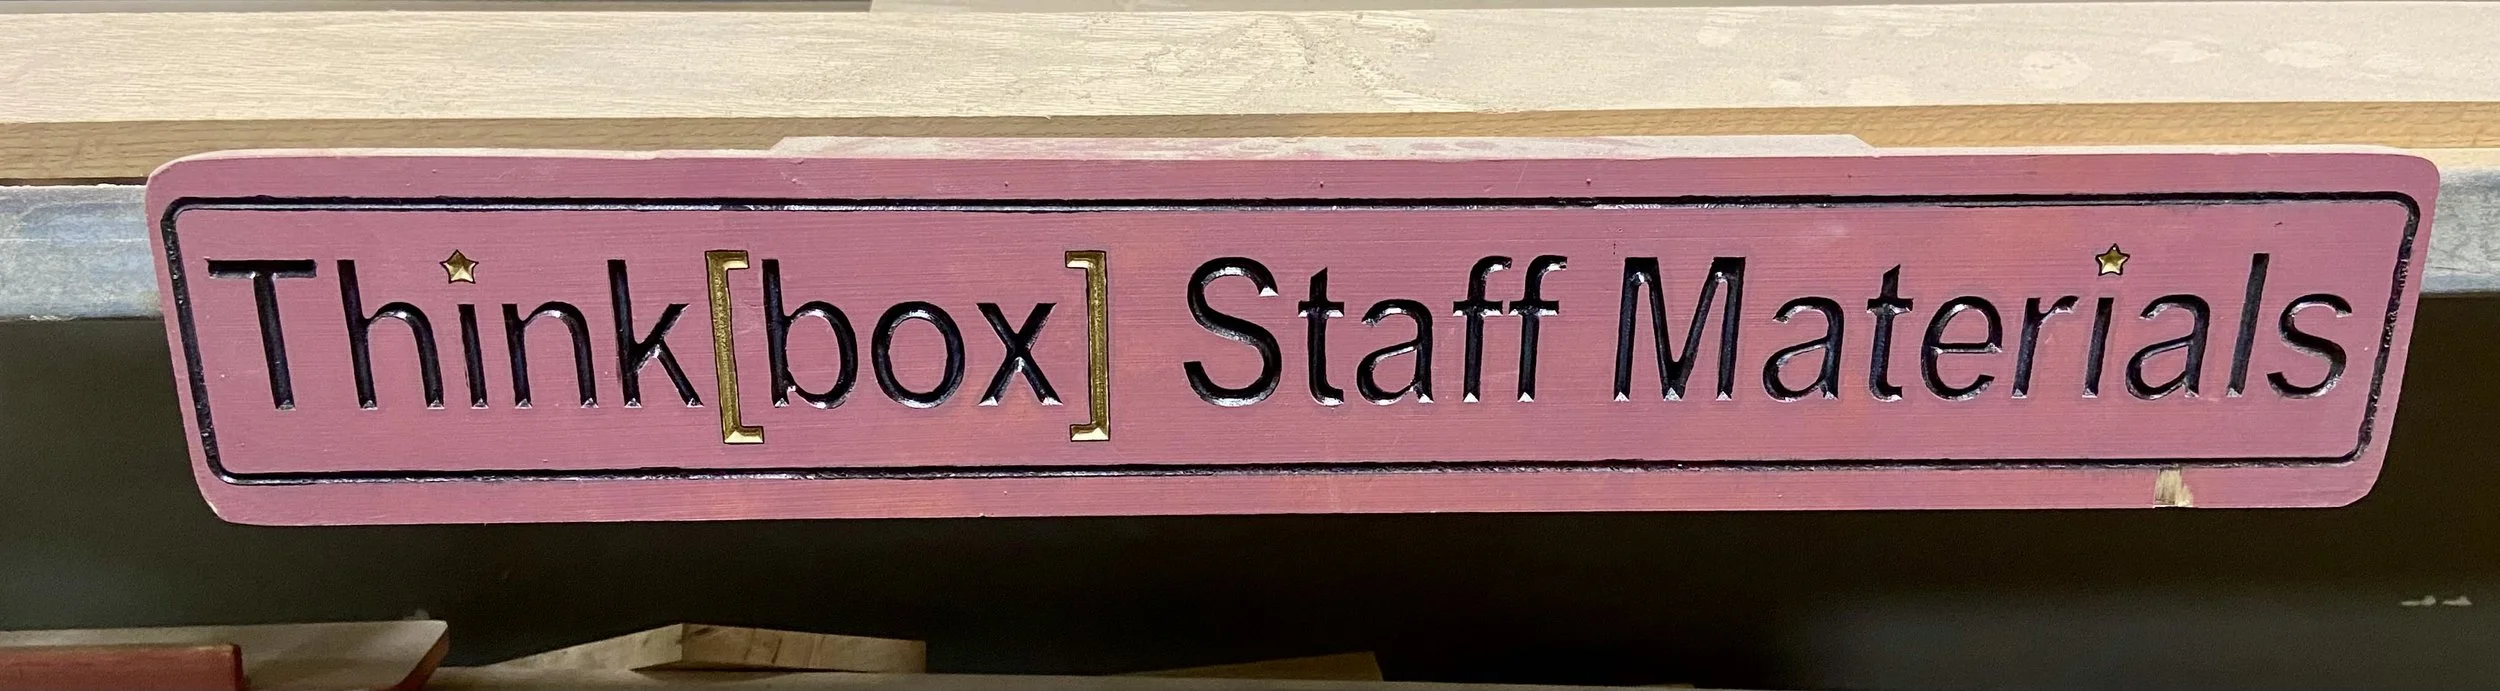 Think[box] Staff Materials